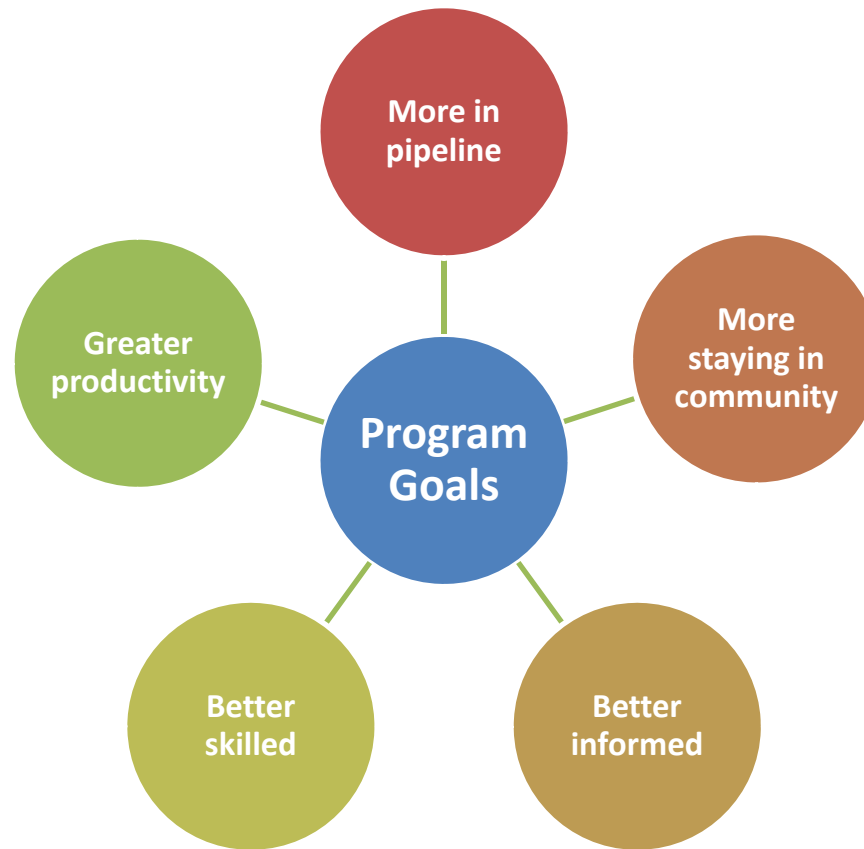 More in
pipeline
More
staying in
community
Greater
productivity
Program
Goals
Better
skilled
Better
informed